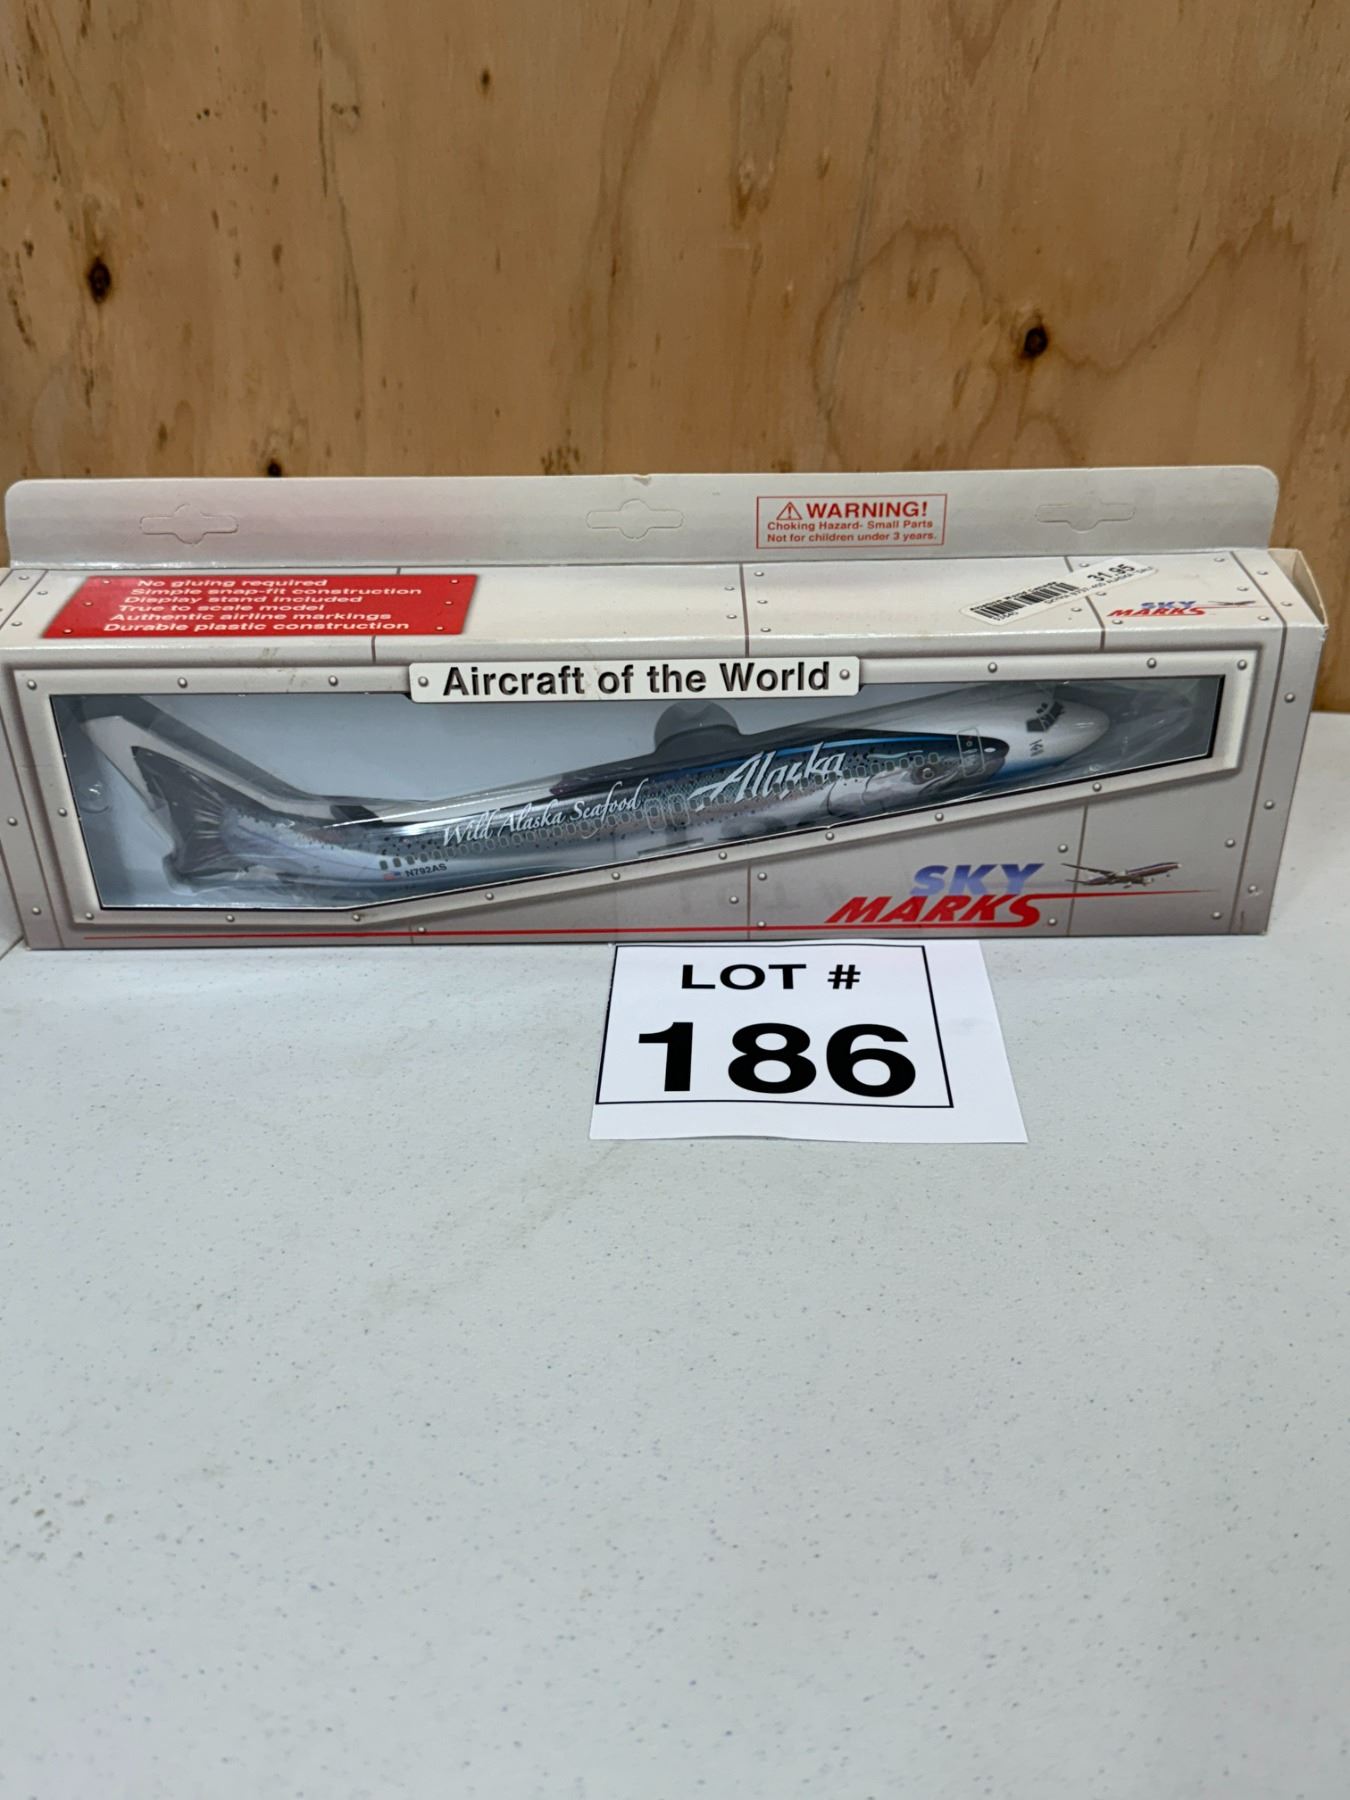 WARNING!
Choking Hazard- Small Parts
Not for children under 3 years.
No gluing required
Simple snap-fit construction
Display stand included
True to scale model
Authentic airline markings
Durable plastic construction
31.95
SKY
MARKS
Aircraft of the World
Alaska
Wild Alaska Seafood
N792AS
SKY
MARKS
LOT #
186